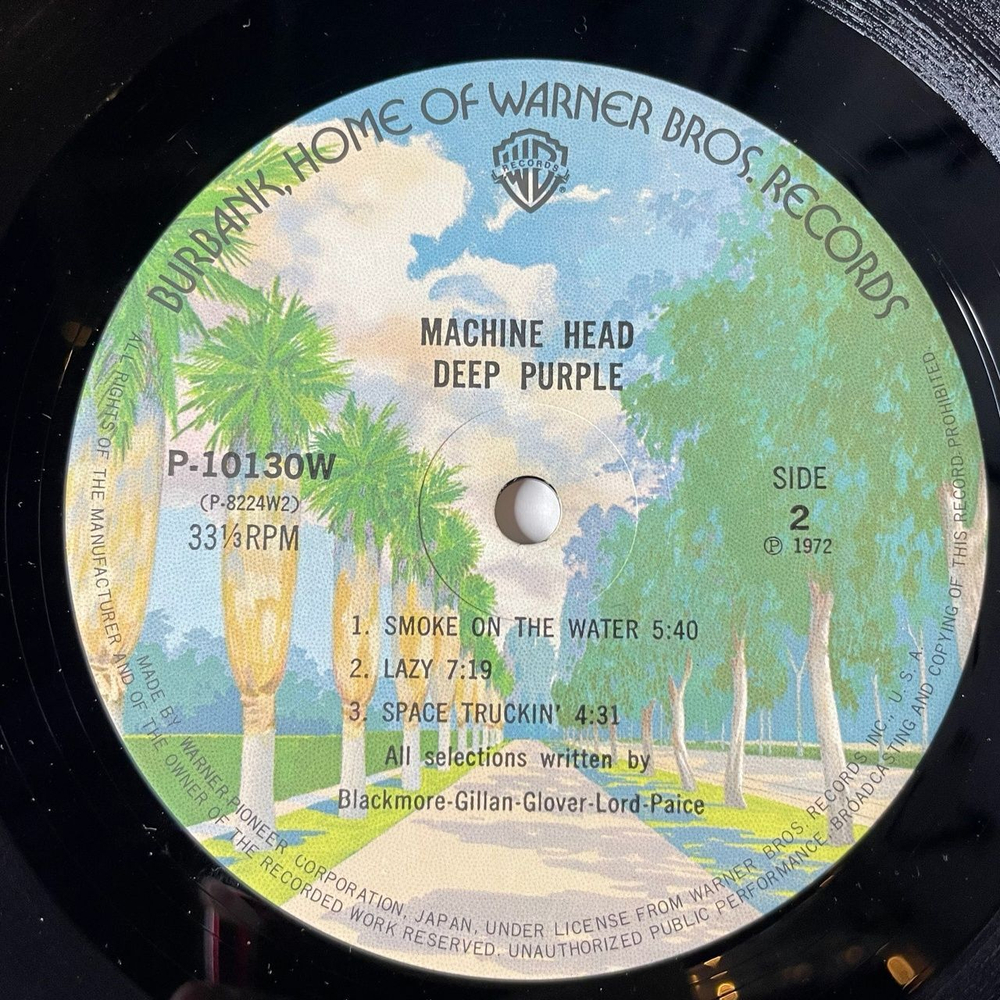 BURBANK, HOME OF WARNER BROS. RECORDS
RECORDS
MACHINE HEAD
DEEP PURPLE
P-10130W
(P-8224W2)
33⅓ RPM
SIDE
2
Ⓟ 1972
1. SMOKE ON THE WATER 5:40
2. LAZY 7:19
3. SPACE TRUCKIN' 4:31
All selections written by
Blackmore-Gillan-Glover-Lord-Paice
MADE BY WARNER-PIONEER CORPORATION, JAPAN, UNDER LICENSE FROM WARNER BROS. RECORDS INC., U.S.A.
ALL RIGHTS OF THE MANUFACTURER AND OF THE OWNER OF THE RECORDED WORK RESERVED. UNAUTHORIZED PUBLIC PERFORMANCE, BROADCASTING AND COPYING OF THIS RECORD PROHIBITED